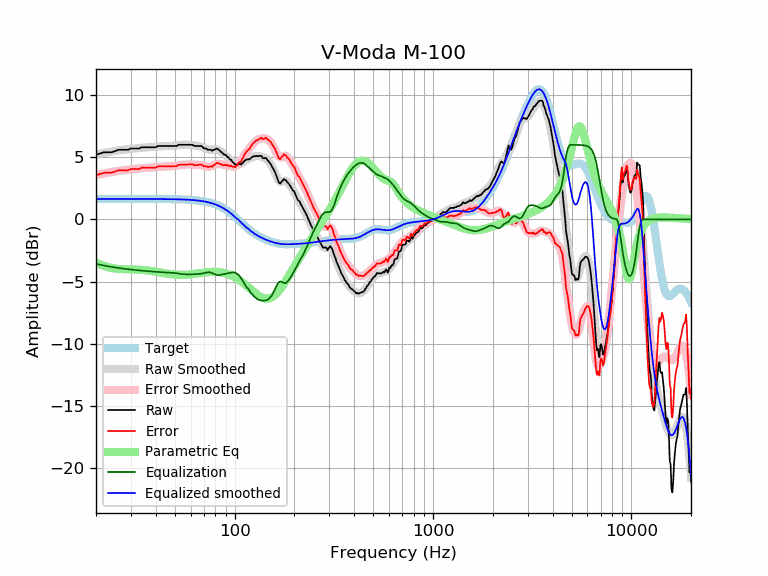 V-Moda M-100
Amplitude (dBr)
10
5
0
−5
−10
−15
−20
Target
Raw Smoothed
Error Smoothed
Raw
Error
Parametric Eq
Equalization
Equalized smoothed
100
1000
10000
Frequency (Hz)